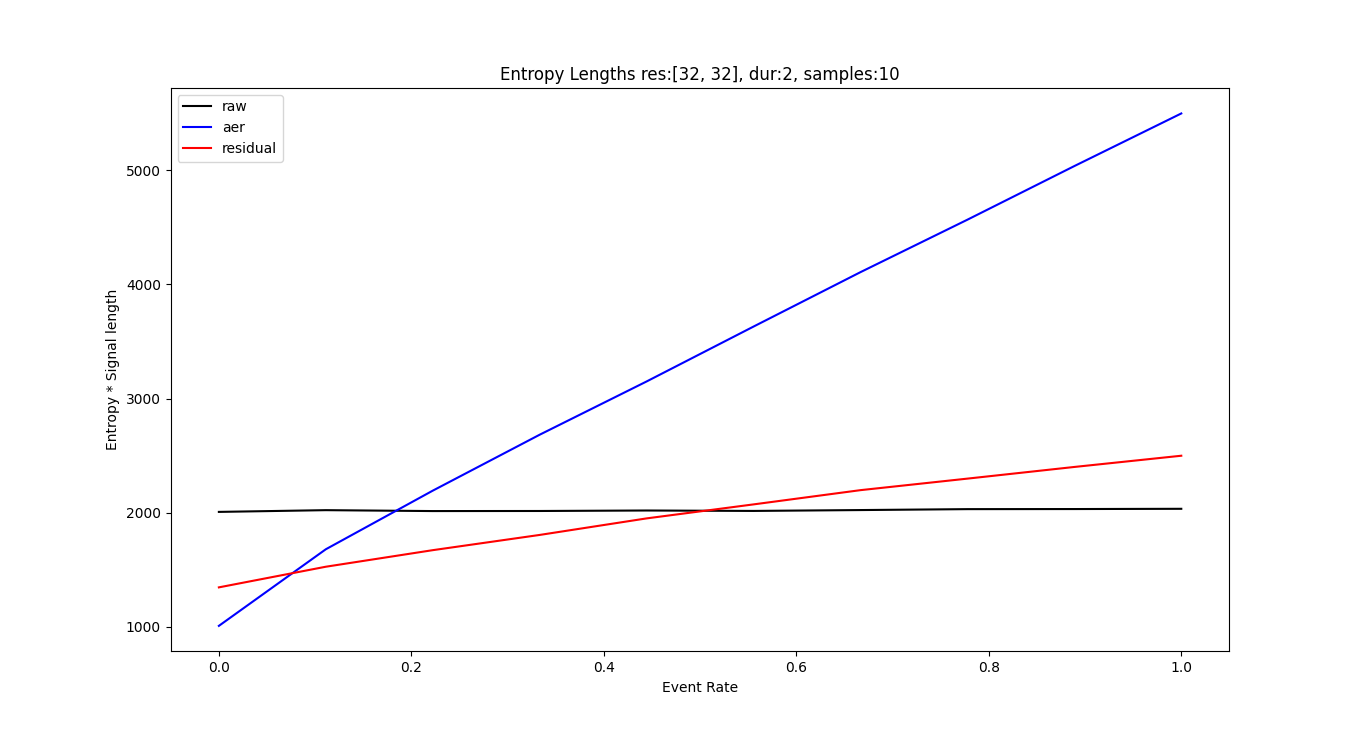 Entropy Lengths res:[32, 32], dur:2, samples:10
raw
aer
residual
5000
4000
3000
2000
1000
Entropy * Signal length
0.0 0.2 0.4 0.6 0.8 1.0
Event Rate